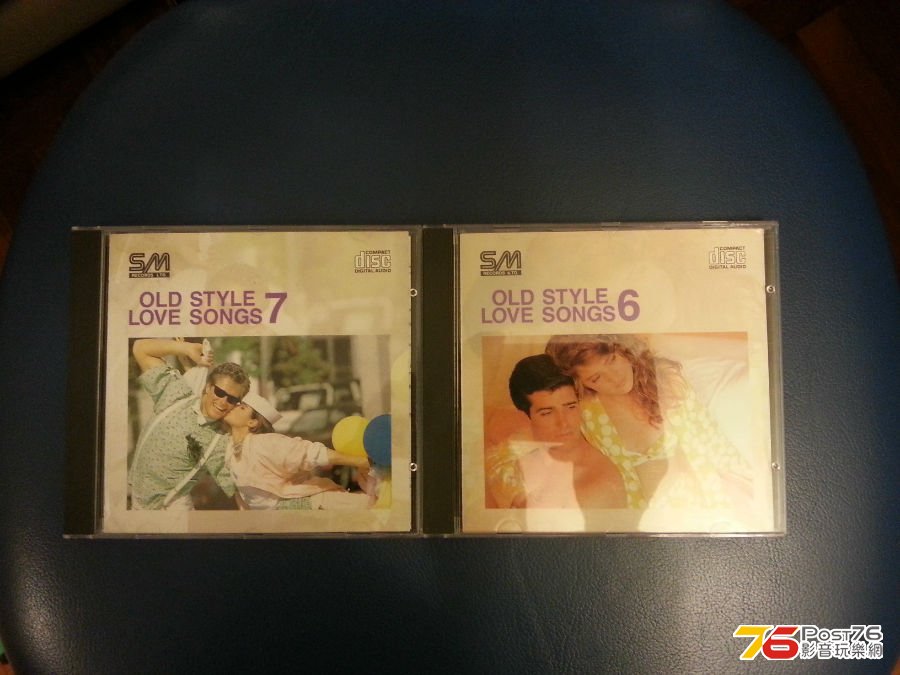 SM
RECORDS LTD.
COMPACT
disc
DIGITAL AUDIO
OLD STYLE
LOVE SONGS 7
SM
RECORDS LTD.
COMPACT
disc
DIGITAL AUDIO
OLD STYLE
LOVE SONGS 6
76 POST76
影音玩樂網